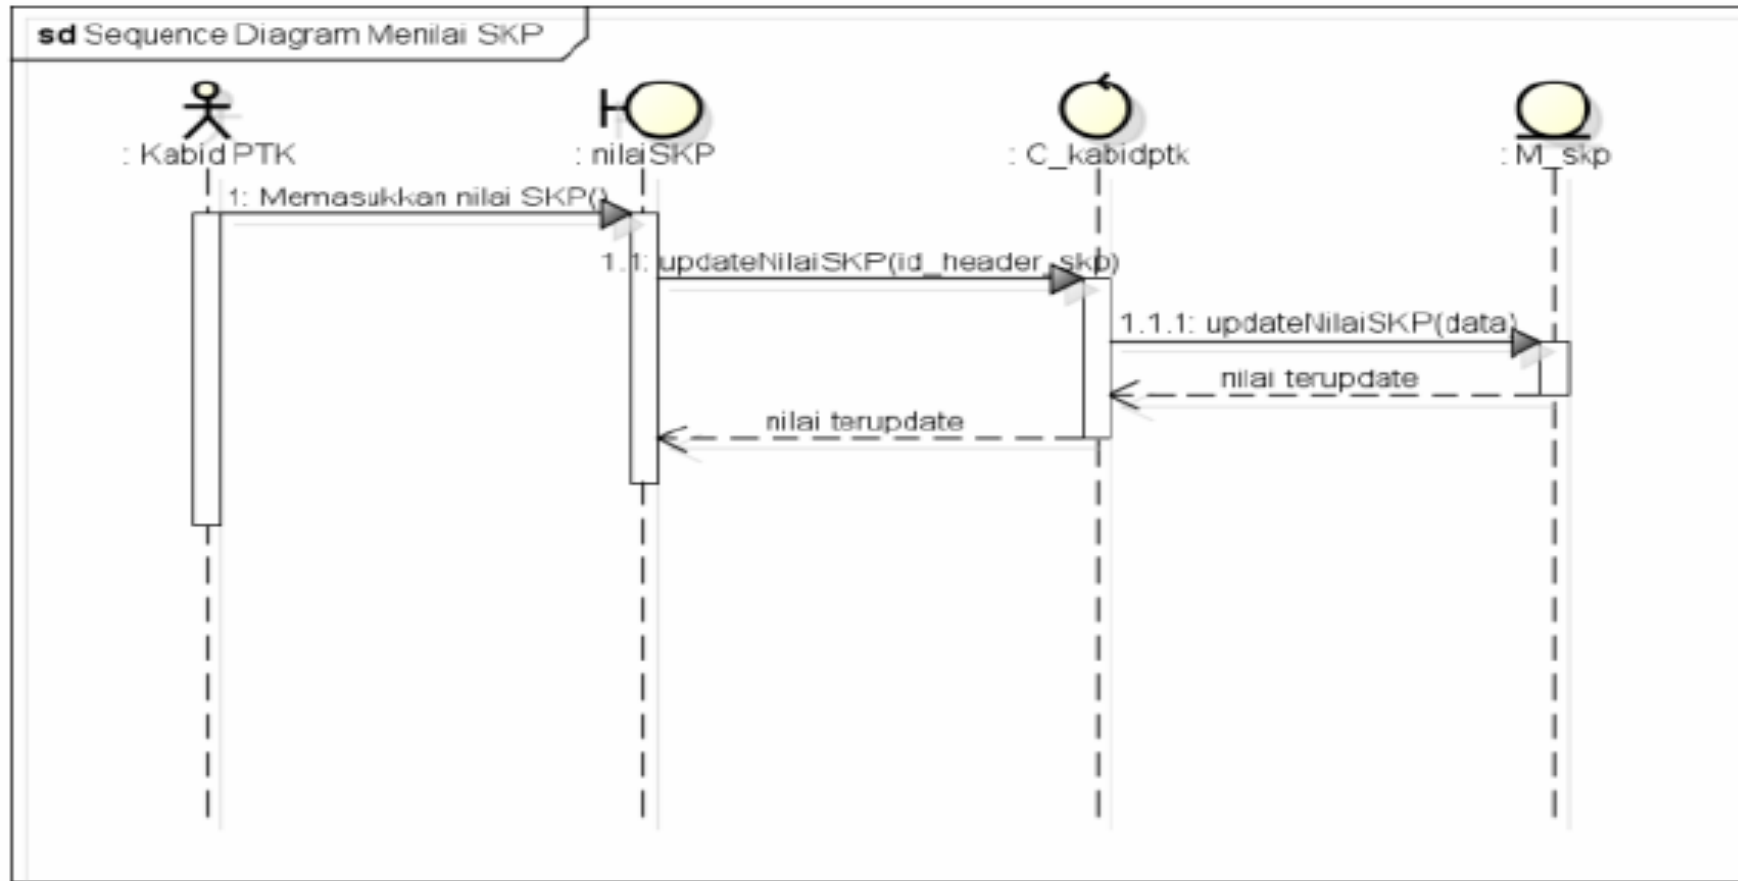 sd Sequence Diagram Menilai SKP
: Kabid PTK
: nilaiSKP
: C_kabidptk
: M_skp
1: Memasukkan nilai SKP()
1.1: updateNilaiSKP(id_header_skp)
1.1.1: updateNilaiSKP(data)
nilai terupdate
nilai terupdate